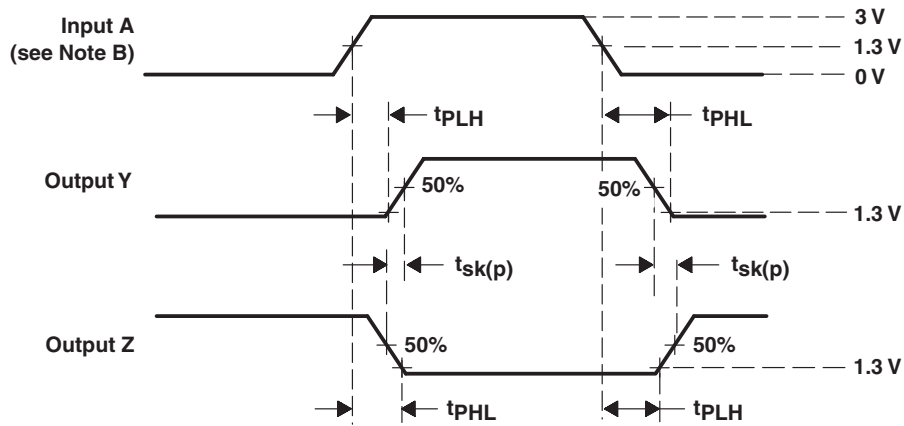 Input A
(see Note B)
3 V
1.3 V
0 V
tPLH
tPHL
Output Y
50%
50%
1.3 V
tsk(p)
tsk(p)
Output Z
50%
50%
1.3 V
tPHL
tPLH